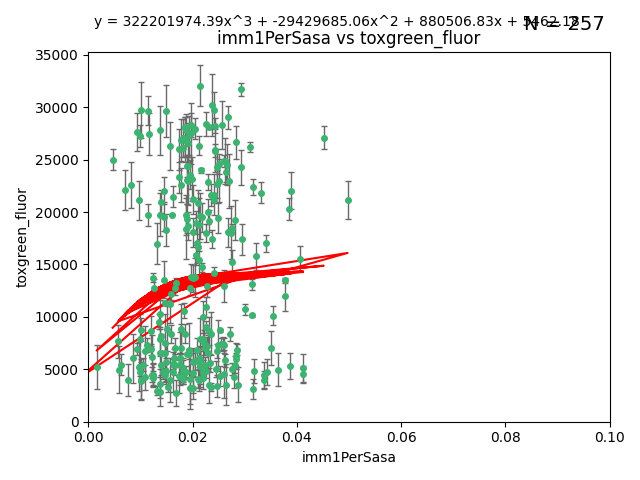 y = 322201974.39x^3 + -29429685.06x^2 + 880506.83x + 5462.18
N = 257
imm1PerSasa vs toxgreen_fluor
35000
30000
25000
20000
15000
10000
5000
0
toxgreen_fluor
0.00 0.02 0.04 0.06 0.08 0.10
imm1PerSasa